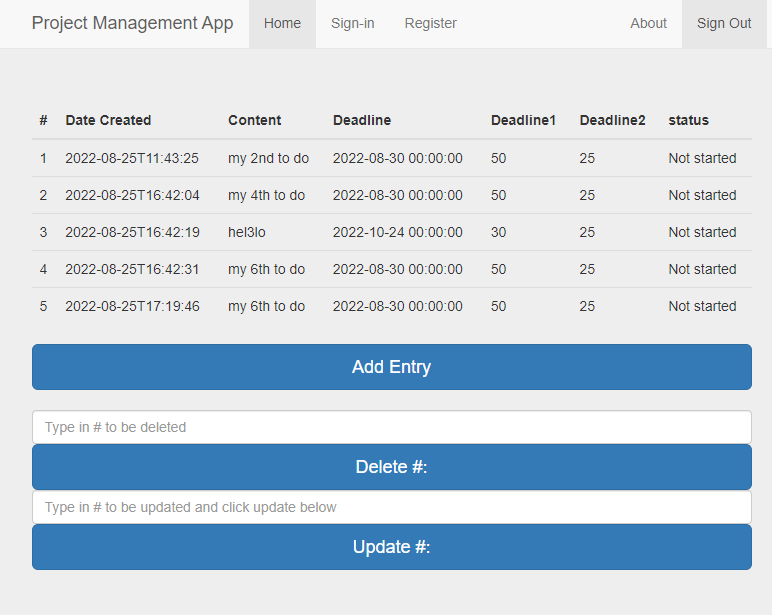 Project Management App Home Sign-in Register About Sign Out
# Date Created Content Deadline Deadline1 Deadline2 status
1 2022-08-25T11:43:25 my 2nd to do 2022-08-30 00:00:00 50 25 Not started
2 2022-08-25T16:42:04 my 4th to do 2022-08-30 00:00:00 50 25 Not started
3 2022-08-25T16:42:19 hel3lo 2022-10-24 00:00:00 30 25 Not started
4 2022-08-25T16:42:31 my 6th to do 2022-08-30 00:00:00 50 25 Not started
5 2022-08-25T17:19:46 my 6th to do 2022-08-30 00:00:00 50 25 Not started
Add Entry
Type in # to be deleted
Delete #:
Type in # to be updated and click update below
Update #: